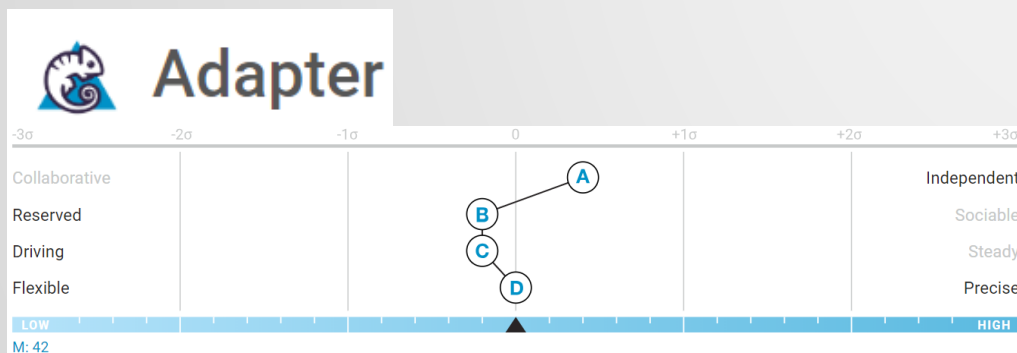 Adapter
-3σ -2σ -1σ 0 +1σ +2σ +3σ
Collaborative A Independent
Reserved B Sociable
Driving C Steady
Flexible D Precise
LOW HIGH
M: 42